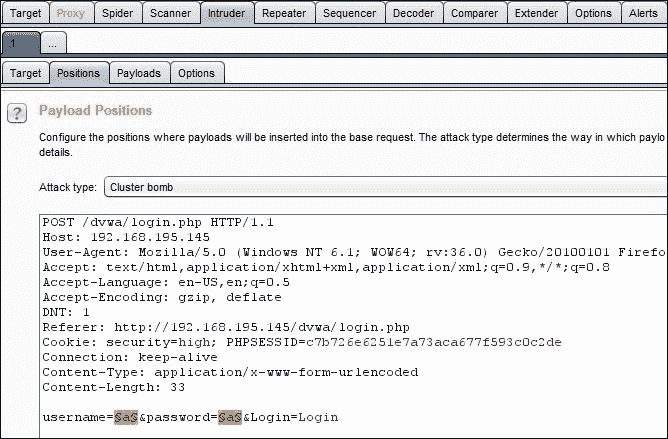 Target Proxy Spider Scanner Intruder Repeater Sequencer Decoder Comparer Extender Options Alerts
1 ...
Target Positions Payloads Options
? Payload Positions
Configure the positions where payloads will be inserted into the base request. The attack type determines the way in which paylo
details.
Attack type: Cluster bomb
POST /dvwa/login.php HTTP/1.1
Host: 192.168.195.145
User-Agent: Mozilla/5.0 (Windows NT 6.1; WOW64; rv:36.0) Gecko/20100101 Firefo
Accept: text/html,application/xhtml+xml,application/xml;q=0.9,*/*;q=0.8
Accept-Language: en-US,en;q=0.5
Accept-Encoding: gzip, deflate
DNT: 1
Referer: http://192.168.195.145/dvwa/login.php
Cookie: security=high; PHPSESSID=c7b726e6251e7a73aca677f593c0c2de
Connection: keep-alive
Content-Type: application/x-www-form-urlencoded
Content-Length: 33
username=§a§&password=§a§&Login=Login